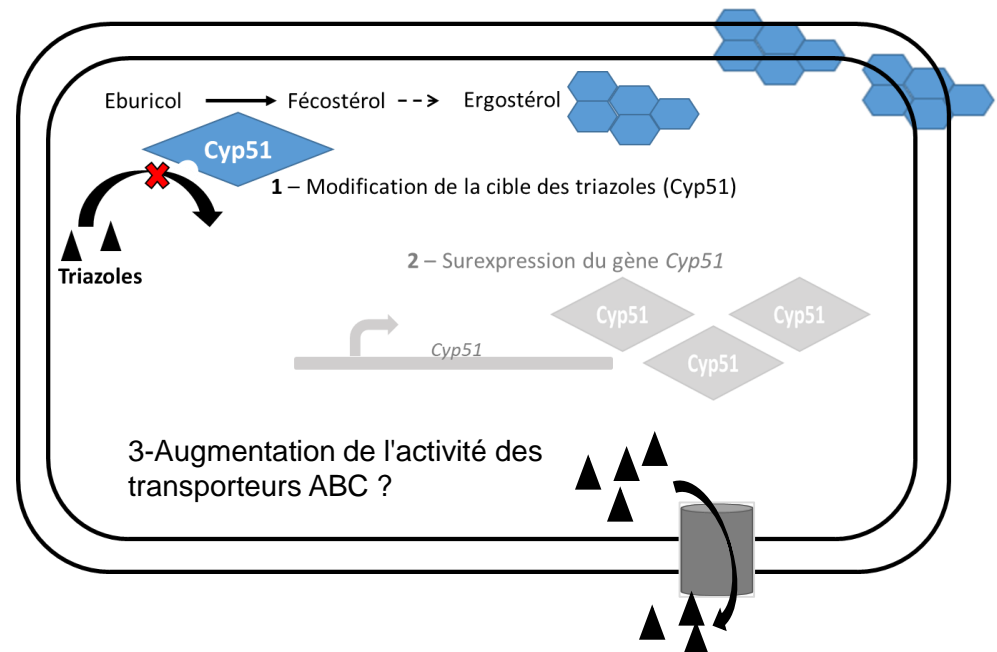 Eburicol Fécostérol Ergostérol
Cyp51
1 – Modification de la cible des triazoles (Cyp51)
Triazoles
2 – Surexpression du gène Cyp51
Cyp51 Cyp51
Cyp51
Cyp51
3-Augmentation de l'activité des
transporteurs ABC ?